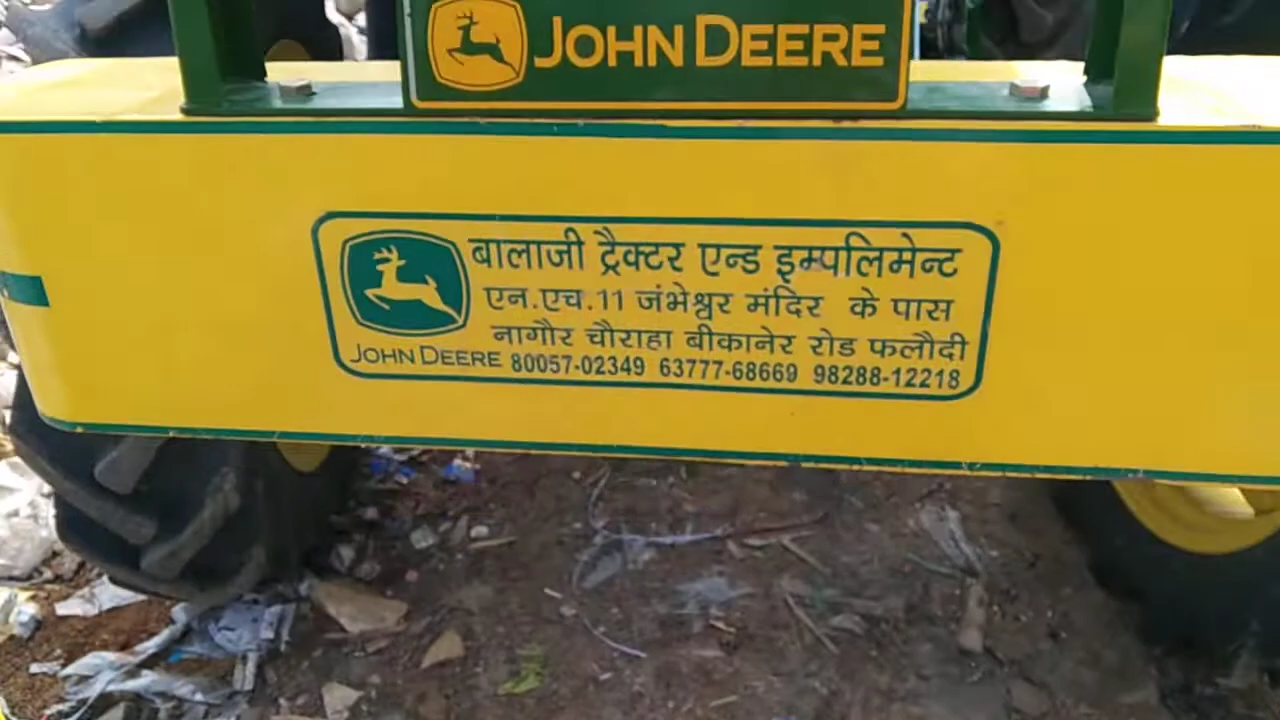 JOHN DEERE
बालाजी ट्रैक्टर एन्ड इम्पलिमेन्ट
एन.एच.11 जंभेश्वर मंदिर के पास
नागौर चौराहा बीकानेर रोड फलौदी
JOHN DEERE 80057-02349 63777-68669 98288-12218